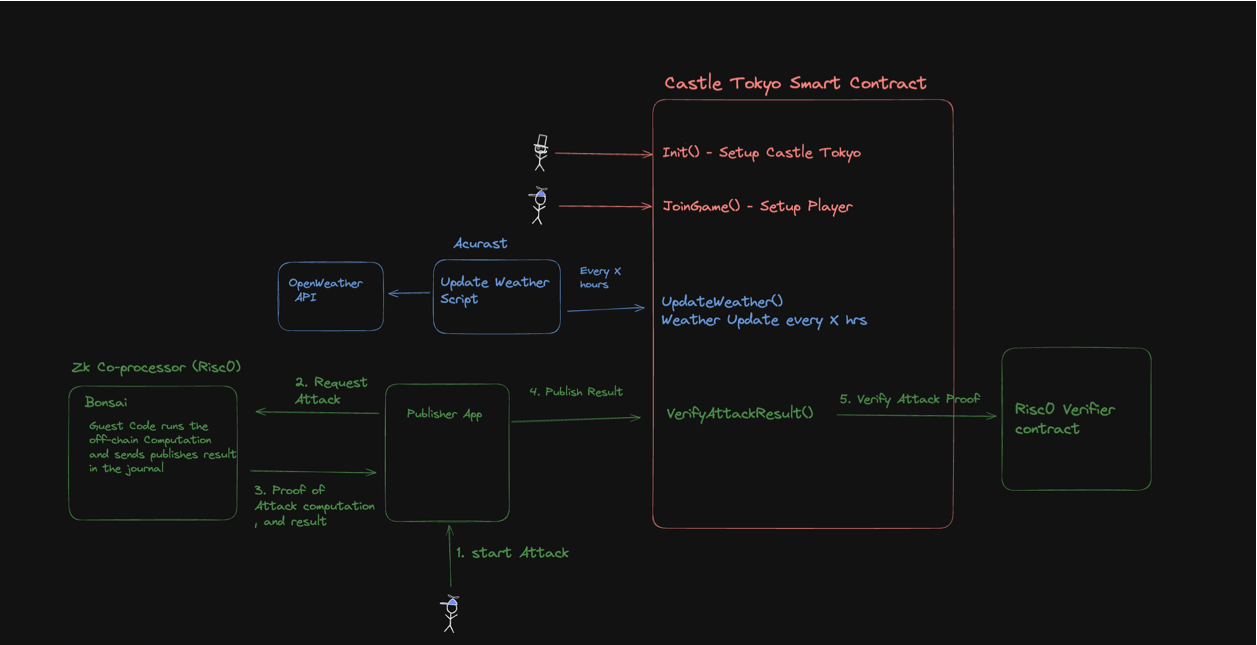 Castle Tokyo Smart Contract
Init() - Setup Castle Tokyo
JoinGame() - Setup Player
Acurast
OpenWeather
API
Update Weather
Script
Every X
hours
UpdateWeather()
Weather Update every X hrs
Zk Co-processor (Risc0)
Bonsai
Guest Code runs the
off-chain Computation
and sends publishes result
in the journal
2. Request
Attack
3. Proof of
Attack computation
, and result
Publisher App
1. start Attack
4. Publish Result
VerifyAttackResult()
5. Verify Attack Proof
Risc0 Verifier
contract